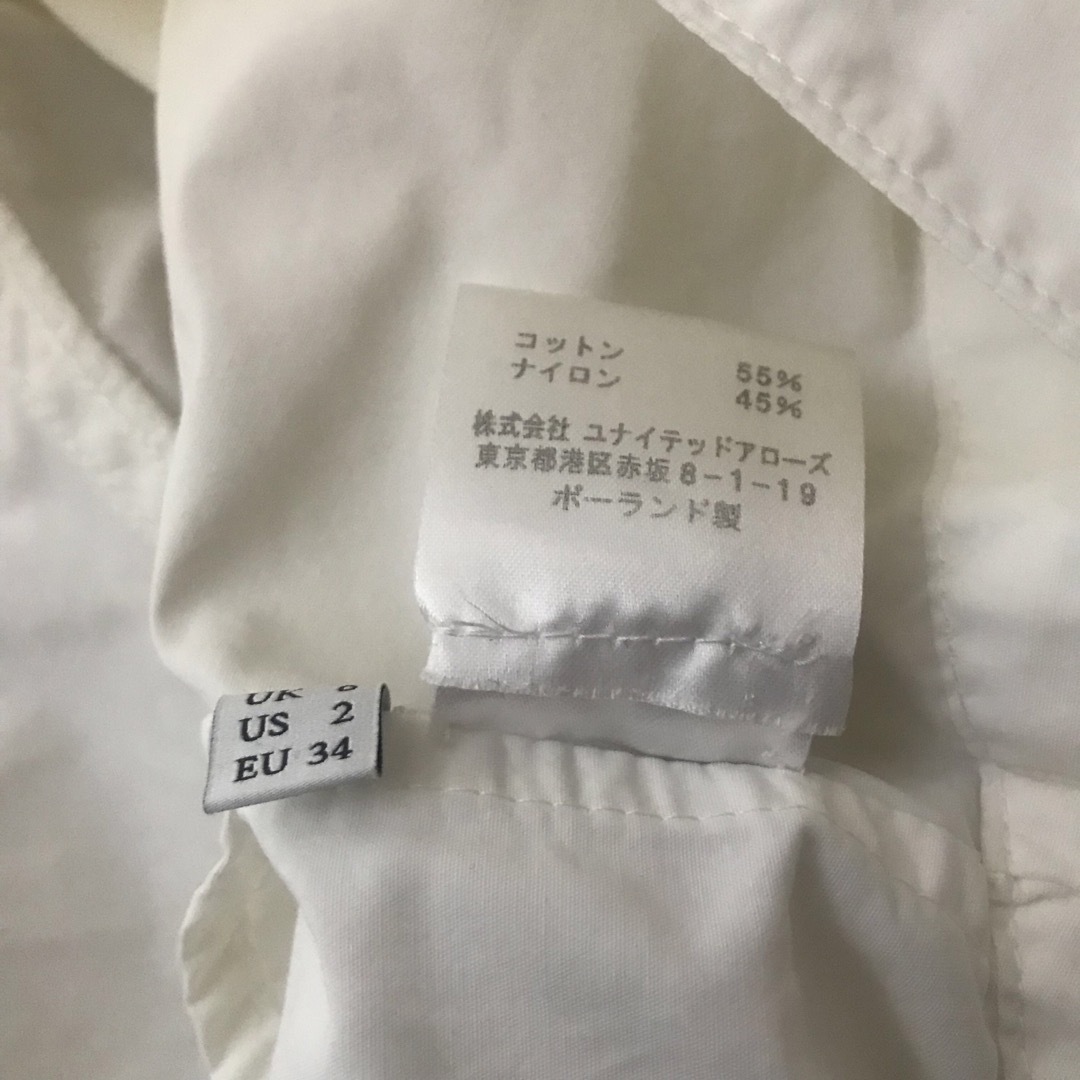 コットン 55%
ナイロン 45%
株式会社 ユナイテッドアローズ
東京都港区赤坂 8-1-19
ポーランド製
UK
US 2
EU 34